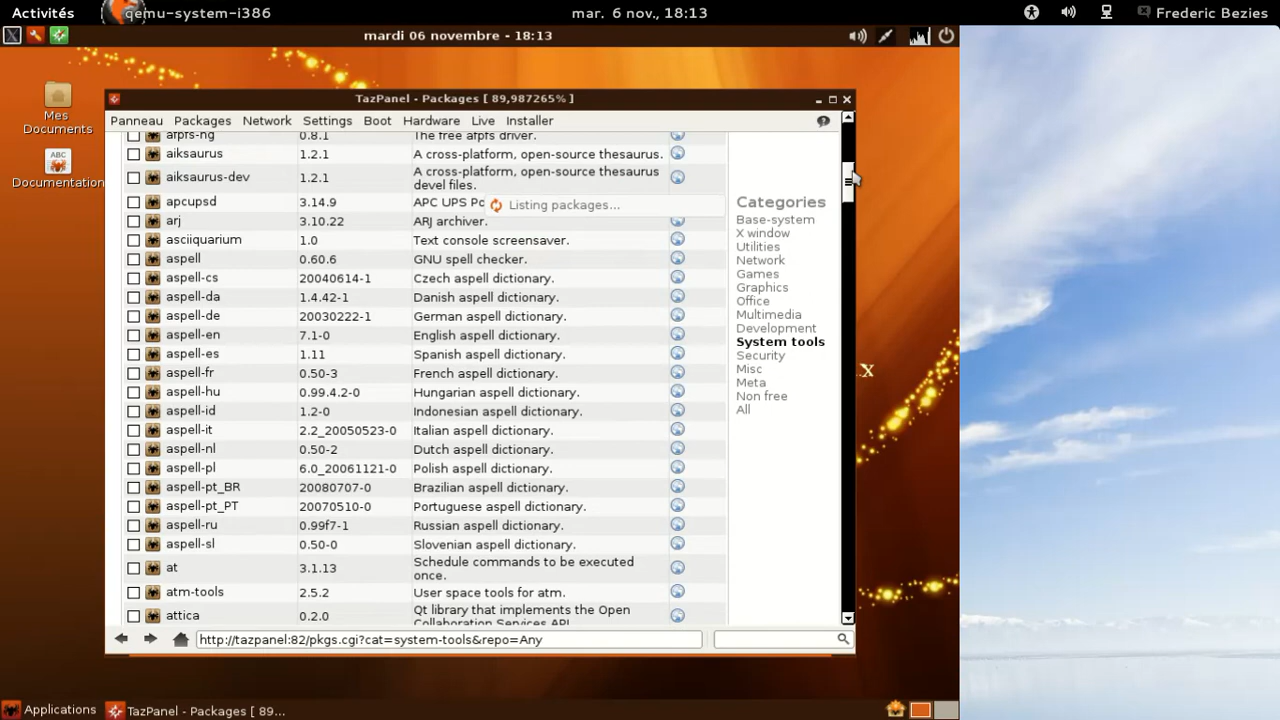 Activités
qemu-system-i386
mar. 6 nov., 18:13
Frederic Bezies
mardi 06 novembre - 18:13
Mes
Documents
ABC
Documentation
TazPanel - Packages [ 89,987265% ]
Panneau Packages Network Settings Boot Hardware Live Installer
afpfs-ng 0.8.1 The free afpfs driver.
aiksaurus 1.2.1 A cross-platform, open-source thesaurus.
aiksaurus-dev 1.2.1 A cross-platform, open-source thesaurus
devel files.
apcupsd 3.14.9 APC UPS
Listing packages...
arj 3.10.22 ARJ archiver.
asciiquarium 1.0 Text console screensaver.
aspell 0.60.6 GNU spell checker.
aspell-cs 20040614-1 Czech aspell dictionary.
aspell-da 1.4.42-1 Danish aspell dictionary.
aspell-de 20030222-1 German aspell dictionary.
aspell-en 7.1-0 English aspell dictionary.
aspell-es 1.11 Spanish aspell dictionary.
aspell-fr 0.50-3 French aspell dictionary.
aspell-hu 0.99.4.2-0 Hungarian aspell dictionary.
aspell-id 1.2-0 Indonesian aspell dictionary.
aspell-it 2.2_20050523-0 Italian aspell dictionary.
aspell-nl 0.50-2 Dutch aspell dictionary.
aspell-pl 6.0_20061121-0 Polish aspell dictionary.
aspell-pt_BR 20080707-0 Brazilian aspell dictionary.
aspell-pt_PT 20070510-0 Portuguese aspell dictionary.
aspell-ru 0.99f7-1 Russian aspell dictionary.
aspell-sl 0.50-0 Slovenian aspell dictionary.
at 3.1.13 Schedule commands to be executed
once.
atm-tools 2.5.2 User space tools for atm.
attica 0.2.0 Qt library that implements the Open
Collaboration Services API
Categories
Base-system
X window
Utilities
Network
Games
Graphics
Office
Multimedia
Development
System tools
Security
Misc
Meta
Non free
All
x
http://tazpanel:82/pkgs.cgi?cat=system-tools&repo=Any
Applications
TazPanel - Packages [ 89...